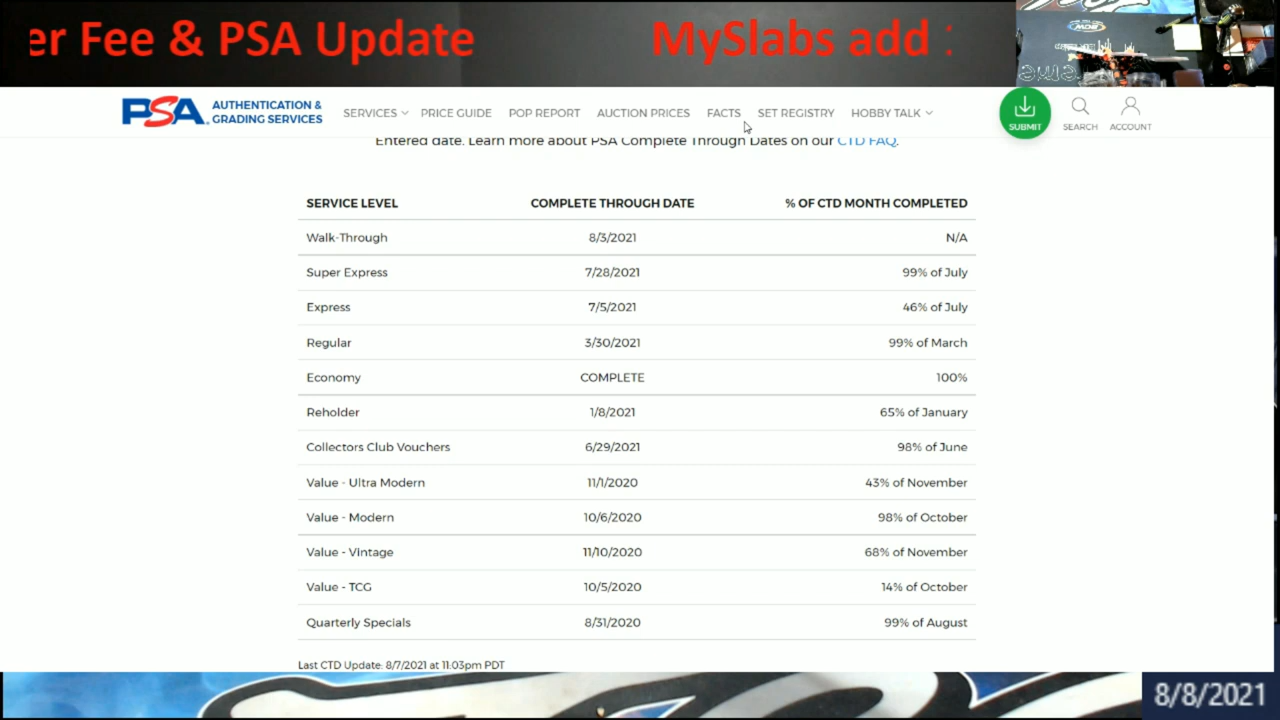 er Fee & PSA Update MySlabs add
PSA AUTHENTICATION &
GRADING SERVICES
SERVICES PRICE GUIDE POP REPORT AUCTION PRICES FACTS SET REGISTRY HOBBY TALK
SUBMIT SEARCH ACCOUNT
Entered date. Learn more about PSA Complete Through Dates on our CTD FAQ.
SERVICE LEVEL COMPLETE THROUGH DATE % OF CTD MONTH COMPLETED
Walk-Through 8/3/2021 N/A
Super Express 7/28/2021 99% of July
Express 7/5/2021 46% of July
Regular 3/30/2021 99% of March
Economy COMPLETE 100%
Reholder 1/8/2021 65% of January
Collectors Club Vouchers 6/29/2021 98% of June
Value - Ultra Modern 11/1/2020 43% of November
Value - Modern 10/6/2020 98% of October
Value - Vintage 11/10/2020 68% of November
Value - TCG 10/5/2020 14% of October
Quarterly Specials 8/31/2020 99% of August
Last CTD Update: 8/7/2021 at 11:03pm PDT
8/8/2021